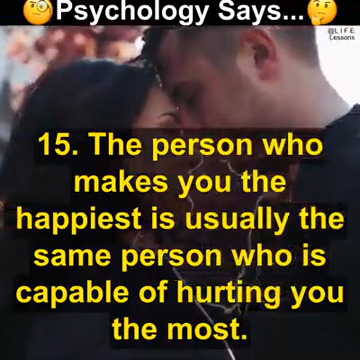 🧐Psychology Says...🤔
@LIFE
Lessons
15. The person who
makes you the
happiest is usually the
same person who is
capable of hurting you
the most.